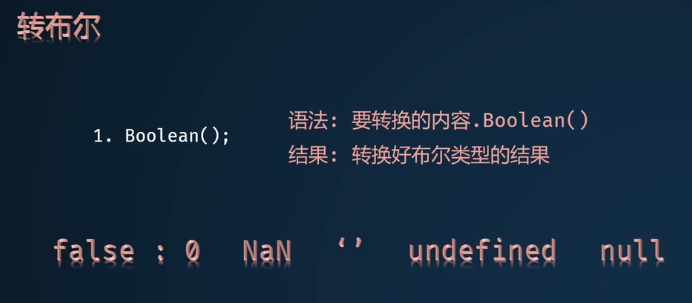 转布尔
1. Boolean();
语法: 要转换的内容.Boolean()
结果: 转换好布尔类型的结果
false : 0 NaN ‘’ undefined null